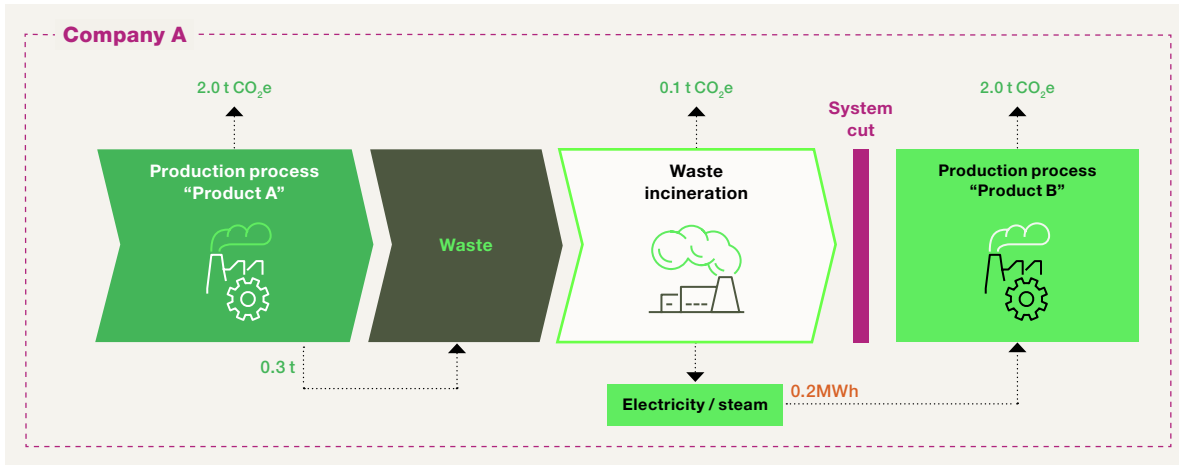 Company A
2.0 t CO₂e
0.1 t CO₂e
2.0 t CO₂e
System
cut
Production process
“Product A”
Waste
Waste
incineration
Production process
“Product B”
0.3 t
Electricity / steam
0.2MWh